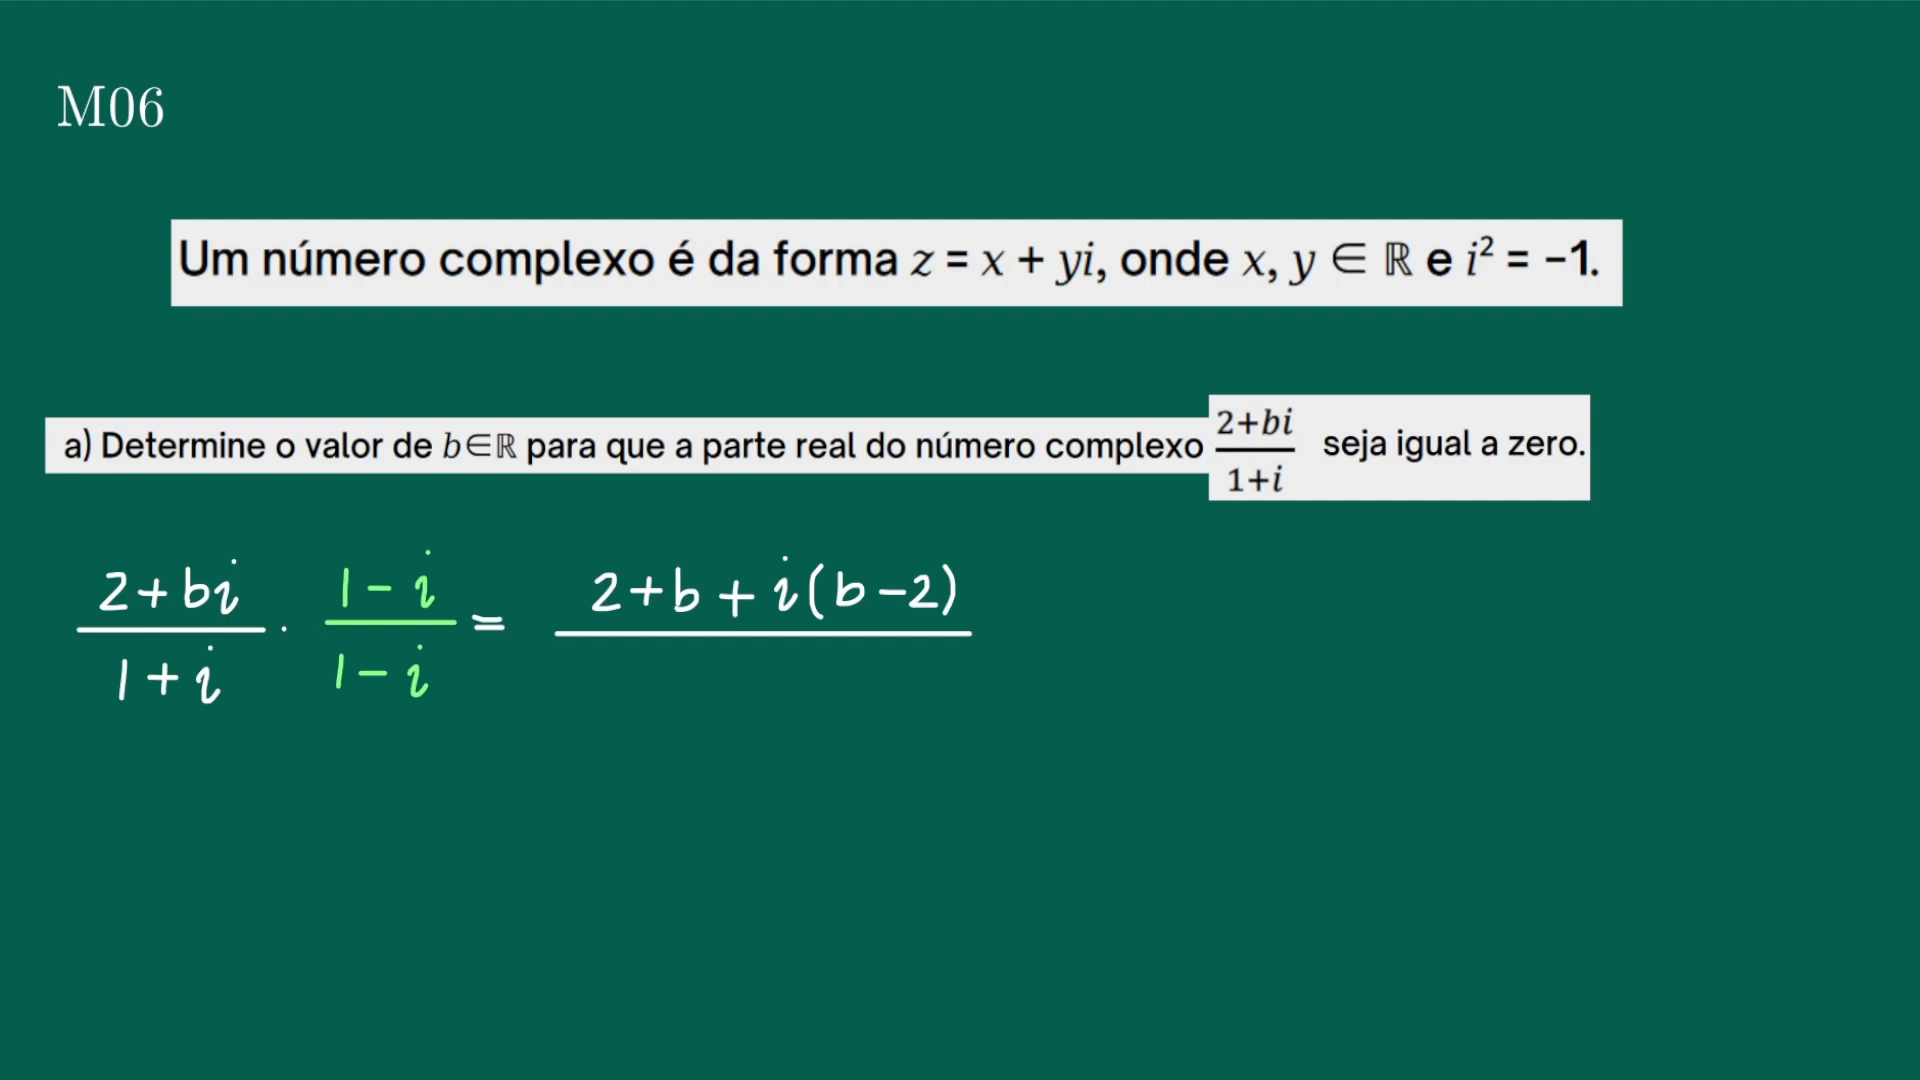 M06
Um número complexo é da forma z = x + yi, onde x, y ∈ ℝ e i² = −1.
a) Determine o valor de b∈ℝ para que a parte real do número complexo (2+bi)/(1+i) seja igual a zero.
(2+bi)/(1+i) · (1-i)/(1-i) = 2+b+i(b-2)